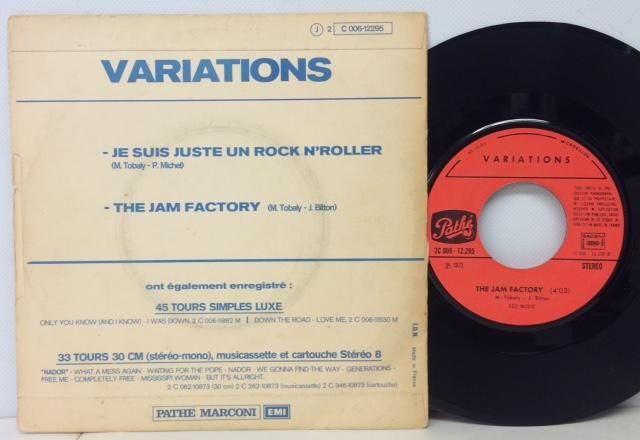 J 2 C 006-12295
VARIATIONS
- JE SUIS JUSTE UN ROCK N'ROLLER
(M. Tobaly - P. Michel)
- THE JAM FACTORY (M. Tobaly - J. Bitton)
ont également enregistré :
45 TOURS SIMPLES LUXE
ONLY YOU KNOW (AND I KNOW) - I WAS DOWN. 2 C 006-11882 M | DOWN THE ROAD - LOVE ME. 2 C 006-11530 M
33 TOURS 30 CM (stéréo-mono), musicassette et cartouche Stéréo 8
"NADOR" - WHAT A MESS AGAIN - WAITING FOR THE POPE - NADOR - WE GONNA FIND THE WAY - GENERATIONS -
FREE ME - COMPLETELY FREE - MISSISSIPI WOMAN - BUT IT'S ALLRIGHT.
2 C 062-10873 (30 cm) 2 C 262-10873 (musicassette) 2 C 346-10873 (cartouche)
PATHE MARCONI EMI
I.D.N. Made in France
VARIATIONS
Pathé
2C 006 - 12.295
℗ 1973
SACEM
STEREO
THE JAM FACTORY (4'03)
M. Tobaly - J. Bitton